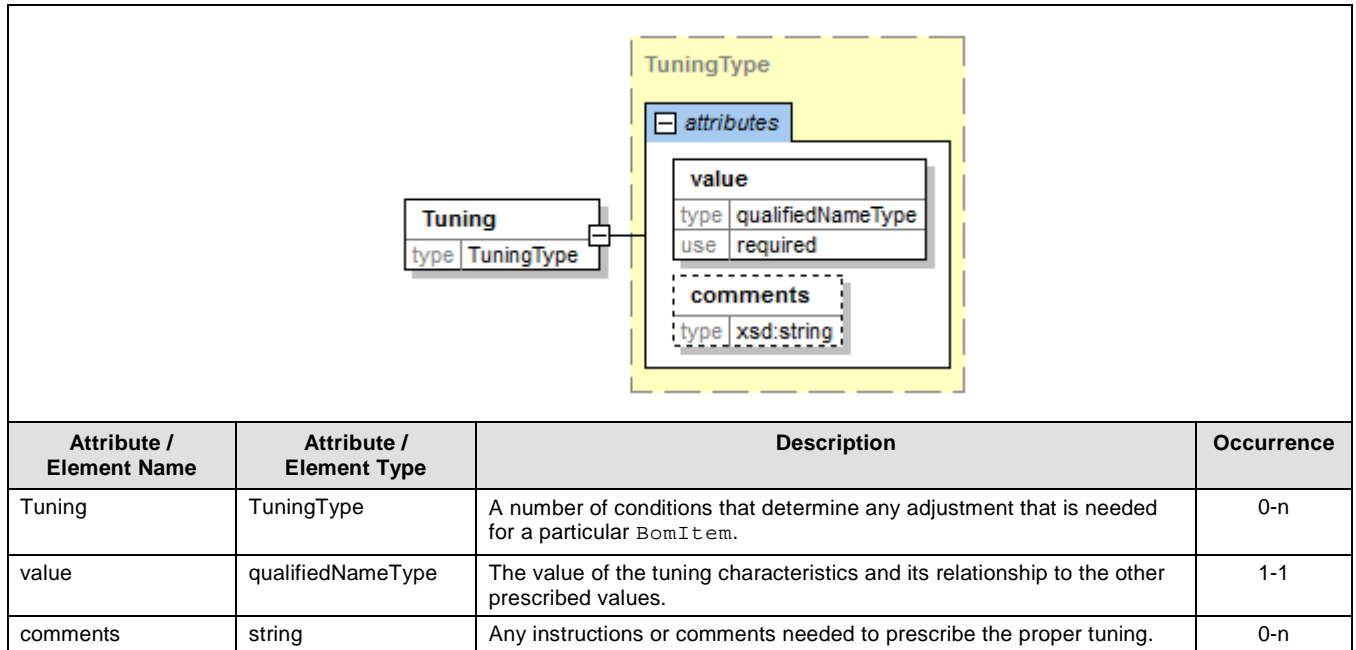 TuningType
attributes
value
type qualifiedNameType
use required
Tuning
type TuningType
comments
type xsd:string
Attribute / Element Name Attribute / Element Type Description Occurrence
Tuning TuningType A number of conditions that determine any adjustment that is needed 0-n
for a particular BomItem.
value qualifiedNameType The value of the tuning characteristics and its relationship to the other 1-1
prescribed values.
comments string Any instructions or comments needed to prescribe the proper tuning. 0-n